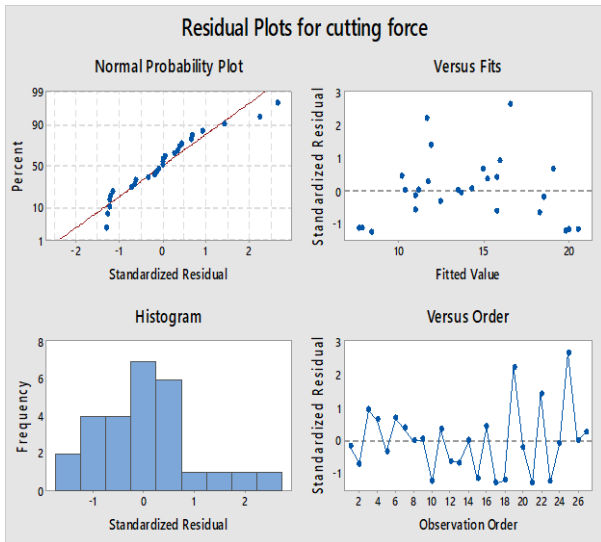 Residual Plots for cutting force
Normal Probability Plot
Versus Fits
Percent
99
90
50
10
1
-2 -1 0 1 2
Standardized Residual
Standardized Residual
3
2
1
0
-1
10 15 20
Fitted Value
Histogram
Versus Order
Frequency
8
6
4
2
0
-1 0 1 2
Standardized Residual
Standardized Residual
3
2
1
0
-1
2 4 6 8 10 12 14 16 18 20 22 24 26
Observation Order